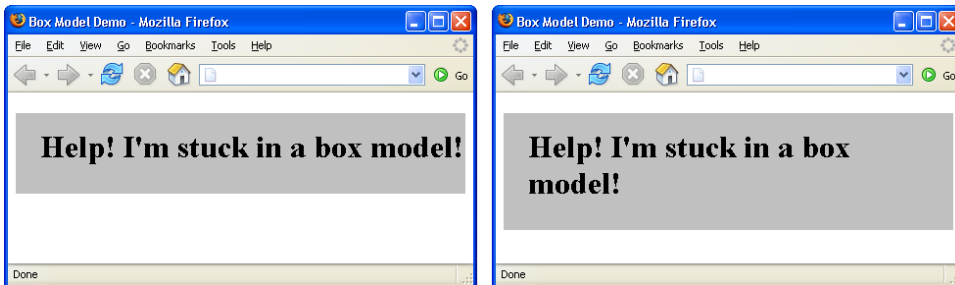 Box Model Demo - Mozilla Firefox
File Edit View Go Bookmarks Tools Help
Go
Help! I'm stuck in a box model!
Done
Box Model Demo - Mozilla Firefox
File Edit View Go Bookmarks Tools Help
Go
Help! I'm stuck in a box
model!
Done